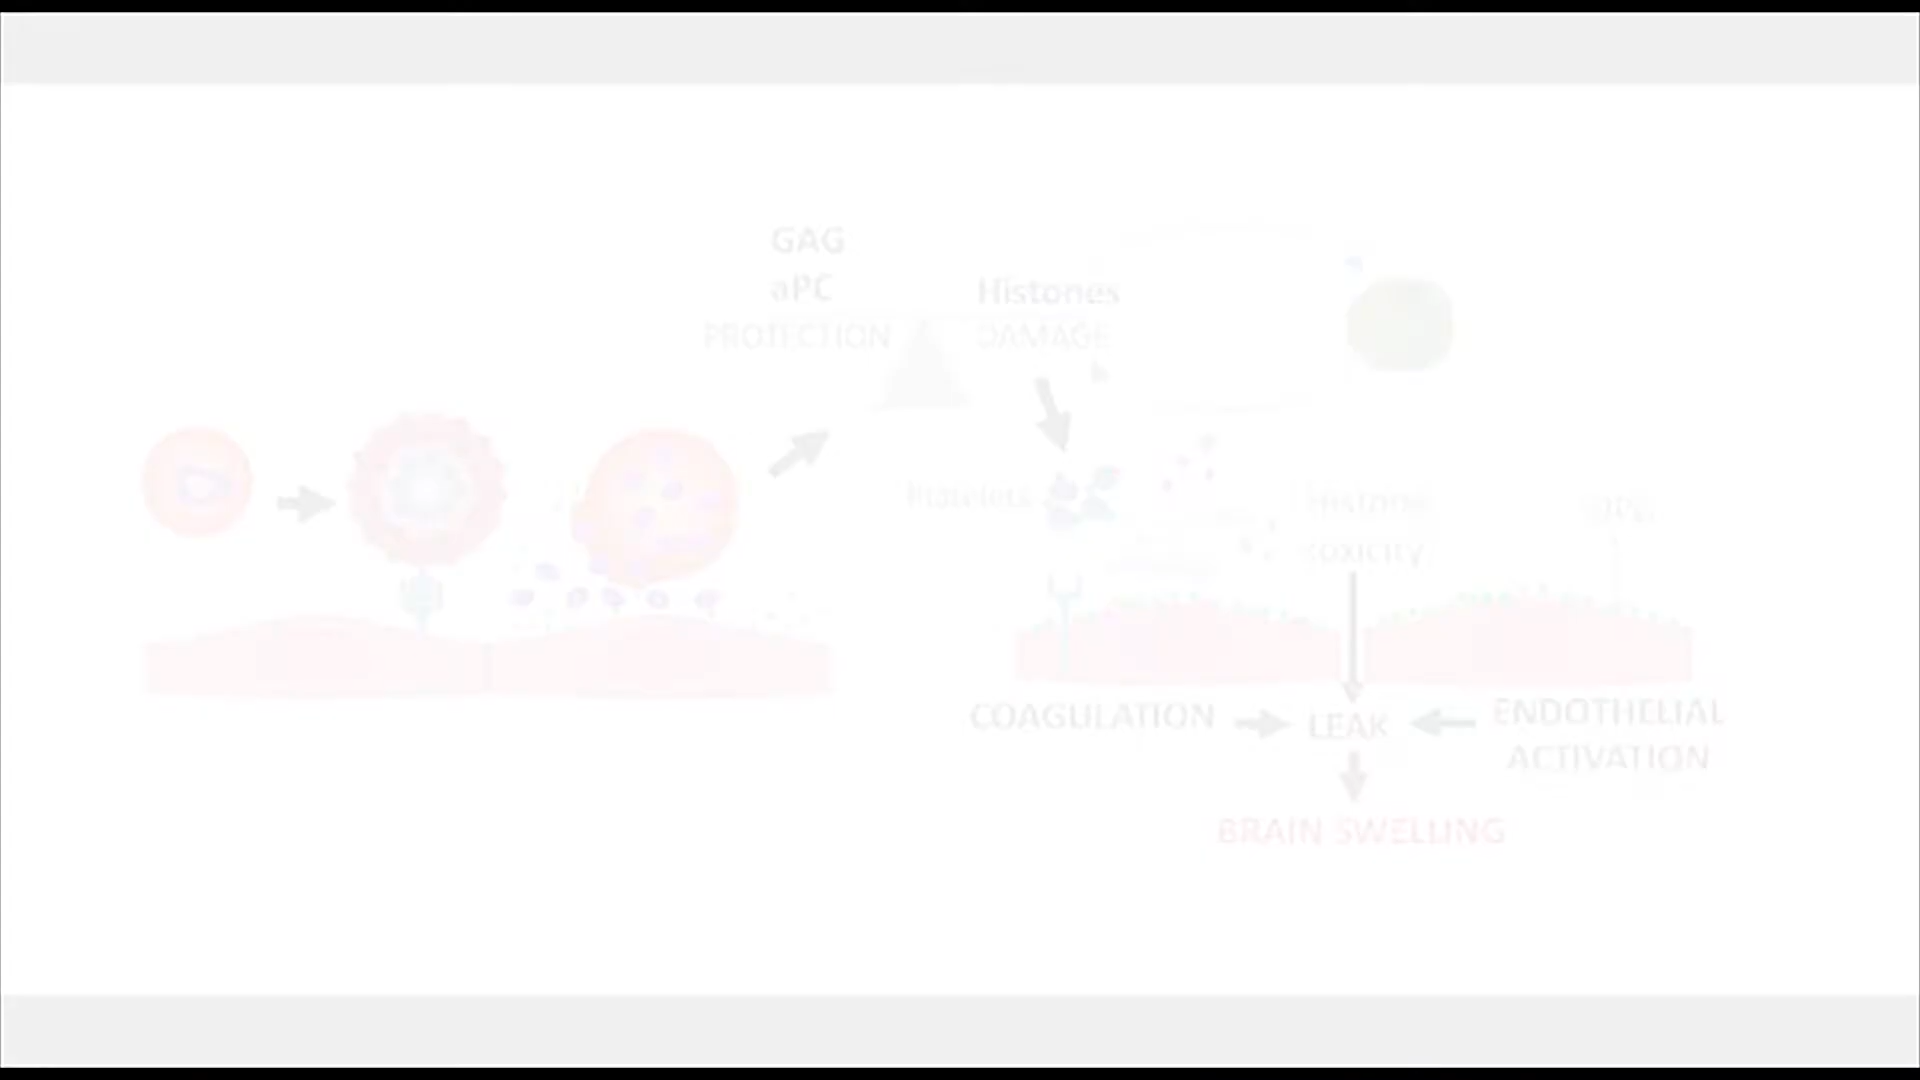 GAG
aPC
Histones
PROTECTION
DAMAGE
Platelets
Histone
toxicity
COAGULATION
LEAK
ENDOTHELIAL
ACTIVATION
BRAIN SWELLING